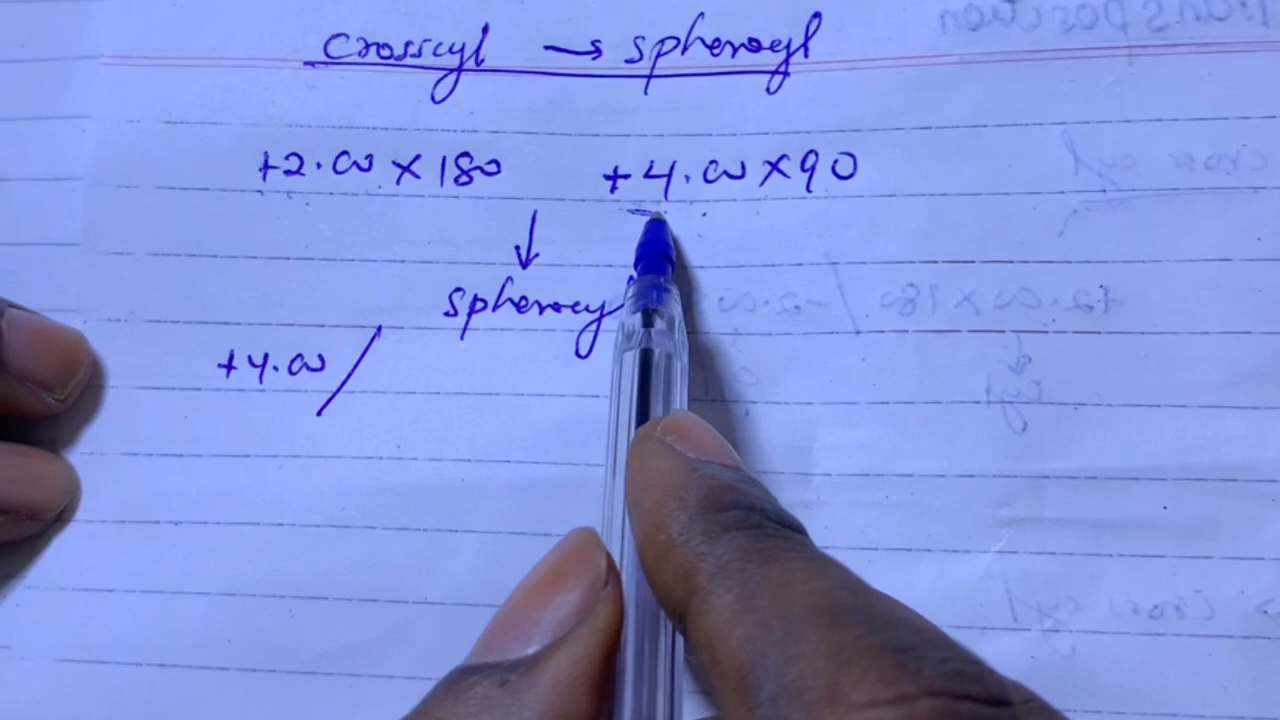 crosscyl → spherocyl
+2.00 × 180 +4.00 × 90
↓
spherocyl
+4.00 /